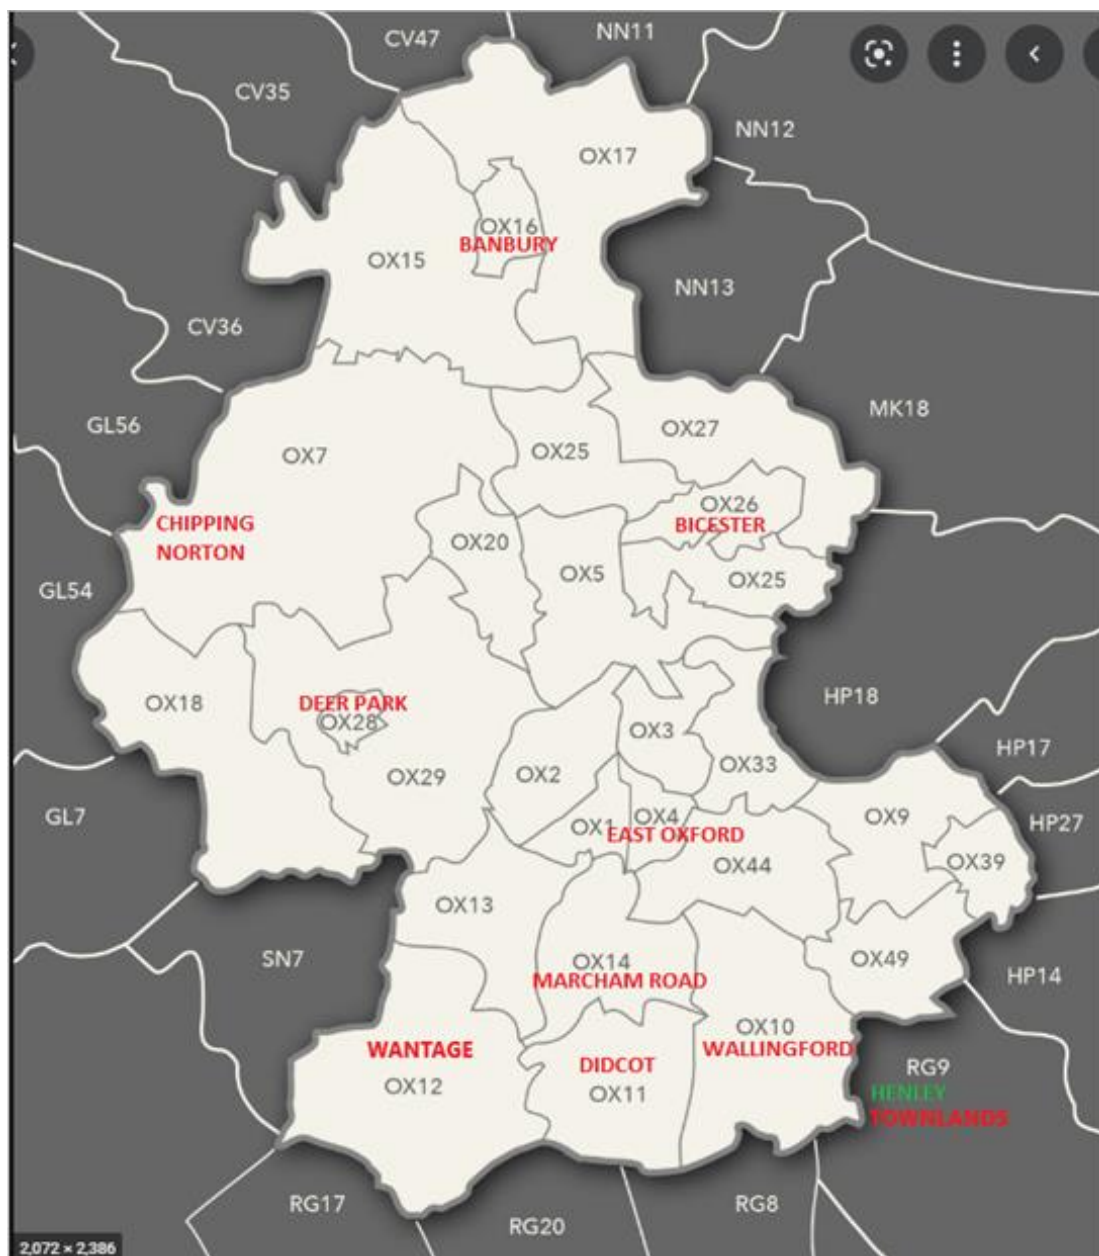 CV47
NN11
CV35
NN12
OX17
OX16
BANBURY
OX15
NN13
CV36
MK18
GL56
OX27
OX7
OX25
OX26
BICESTER
CHIPPING
NORTON
OX20
OX5
OX25
GL54
HP18
DEER PARK
OX18
OX28
OX3
HP17
OX2
OX33
OX29
GL7
OX9
OX4
HP27
OX1
EAST OXFORD
OX44
OX39
OX13
SN7
OX14
OX49
HP14
MARCHAM ROAD
OX10
WANTAGE
WALLINGFORD
DIDCOT
RG9
OX12
OX11
HENLEY
TOWNLANDS
RG17
RG8
RG20
2,072 × 2,386